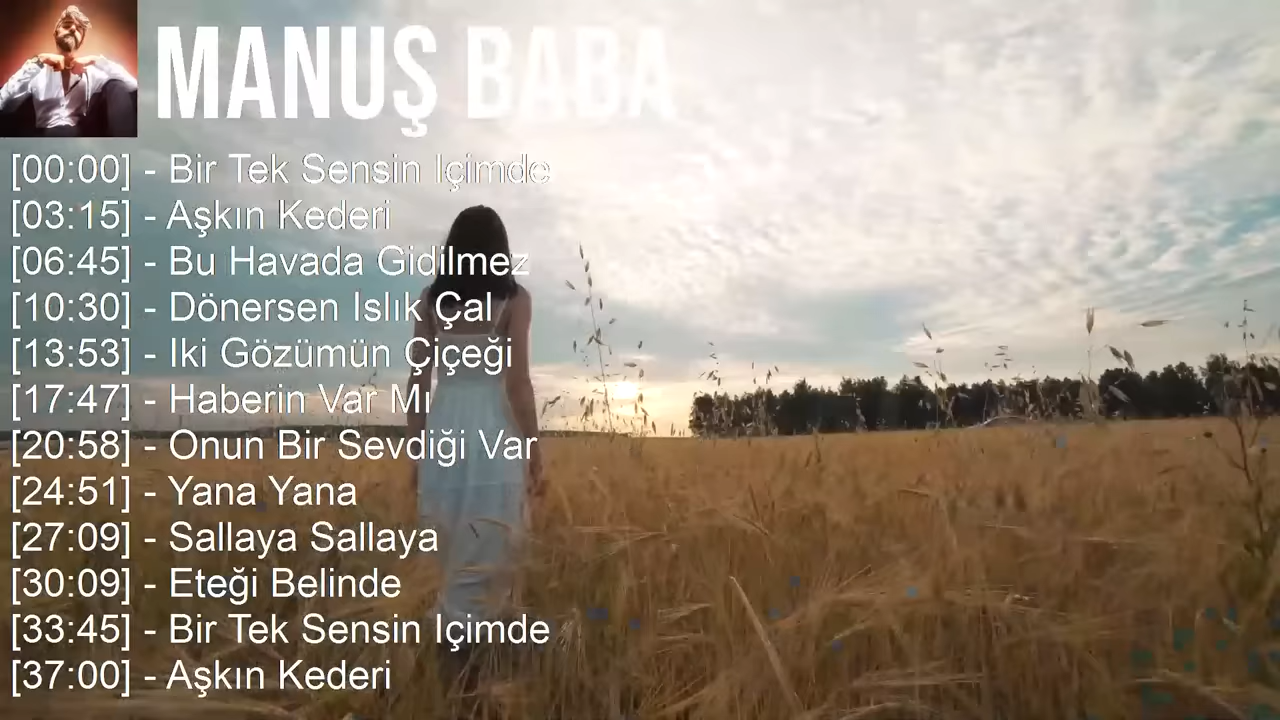 MANUŞ BABA
[00:00] - Bir Tek Sensin Içimde
[03:15] - Aşkın Kederi
[06:45] - Bu Havada Gidilmez
[10:30] - Dönersen Islık Çal
[13:53] - Iki Gözümün Çiçeği
[17:47] - Haberin Var Mı
[20:58] - Onun Bir Sevdiği Var
[24:51] - Yana Yana
[27:09] - Sallaya Sallaya
[30:09] - Eteği Belinde
[33:45] - Bir Tek Sensin Içimde
[37:00] - Aşkın Kederi